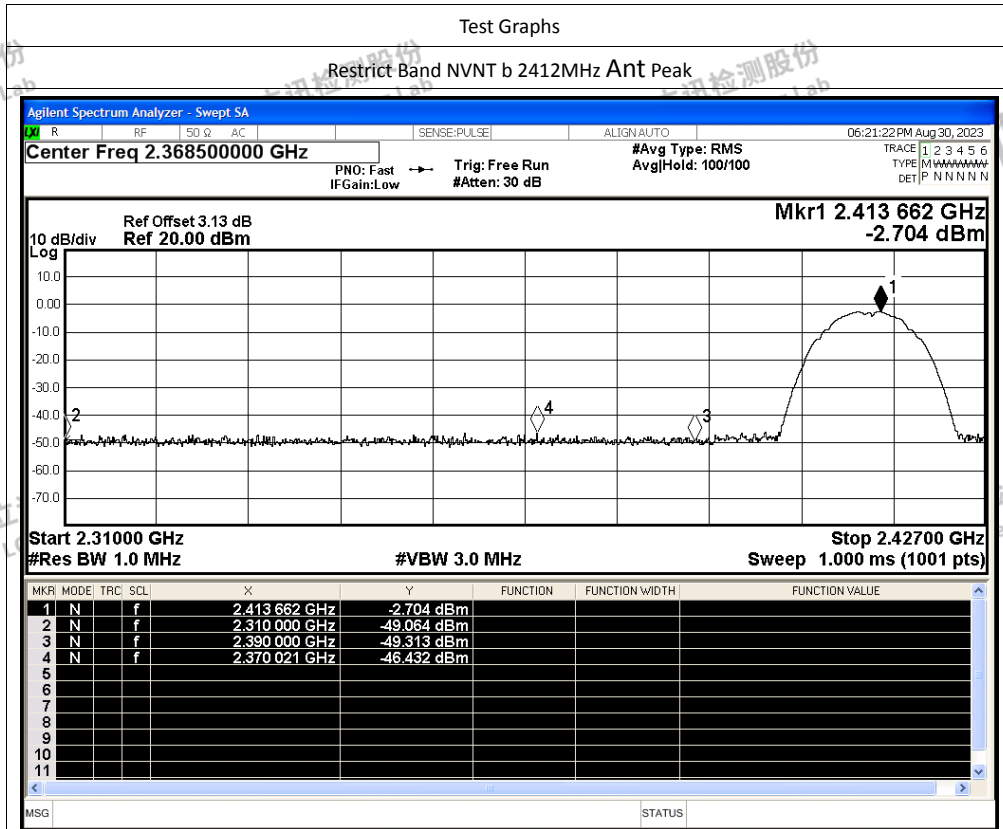 Test Graphs
Restrict Band NVNT b 2412MHz Ant Peak
Agilent Spectrum Analyzer - Swept SA
LXI R RF 50 Ω AC SENSE:PULSE ALIGN AUTO 06:21:22 PM Aug 30, 2023
Center Freq 2.368500000 GHz #Avg Type: RMS TRACE 1 2 3 4 5 6
PNO: Fast Trig: Free Run Avg|Hold: 100/100 TYPE M WWWWW
IFGain:Low #Atten: 30 dB DET P N N N N N
Mkr1 2.413 662 GHz
Ref Offset 3.13 dB -2.704 dBm
10 dB/div Ref 20.00 dBm
Log
10.0
1
0.00
-10.0
-20.0
-30.0
-40.0 2 4 3
-50.0
-60.0
-70.0
Start 2.31000 GHz Stop 2.42700 GHz
#Res BW 1.0 MHz #VBW 3.0 MHz Sweep 1.000 ms (1001 pts)
MKR MODE TRC SCL X Y FUNCTION FUNCTION WIDTH FUNCTION VALUE
1 N f 2.413 662 GHz -2.704 dBm
2 N f 2.310 000 GHz -49.064 dBm
3 N f 2.390 000 GHz -49.313 dBm
4 N f 2.370 021 GHz -46.432 dBm
5
6
7
8
9
10
11
MSG STATUS